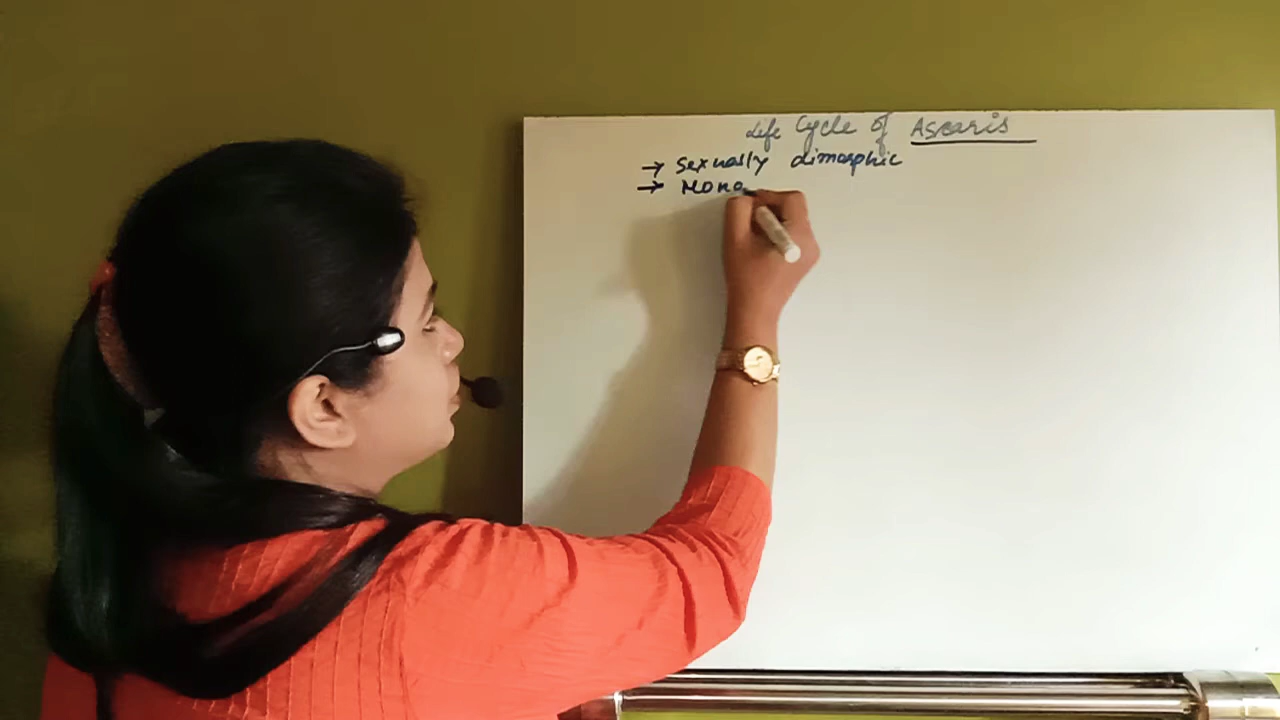 Life Cycle of Ascaris
→ Sexually dimorphic
→ Mono